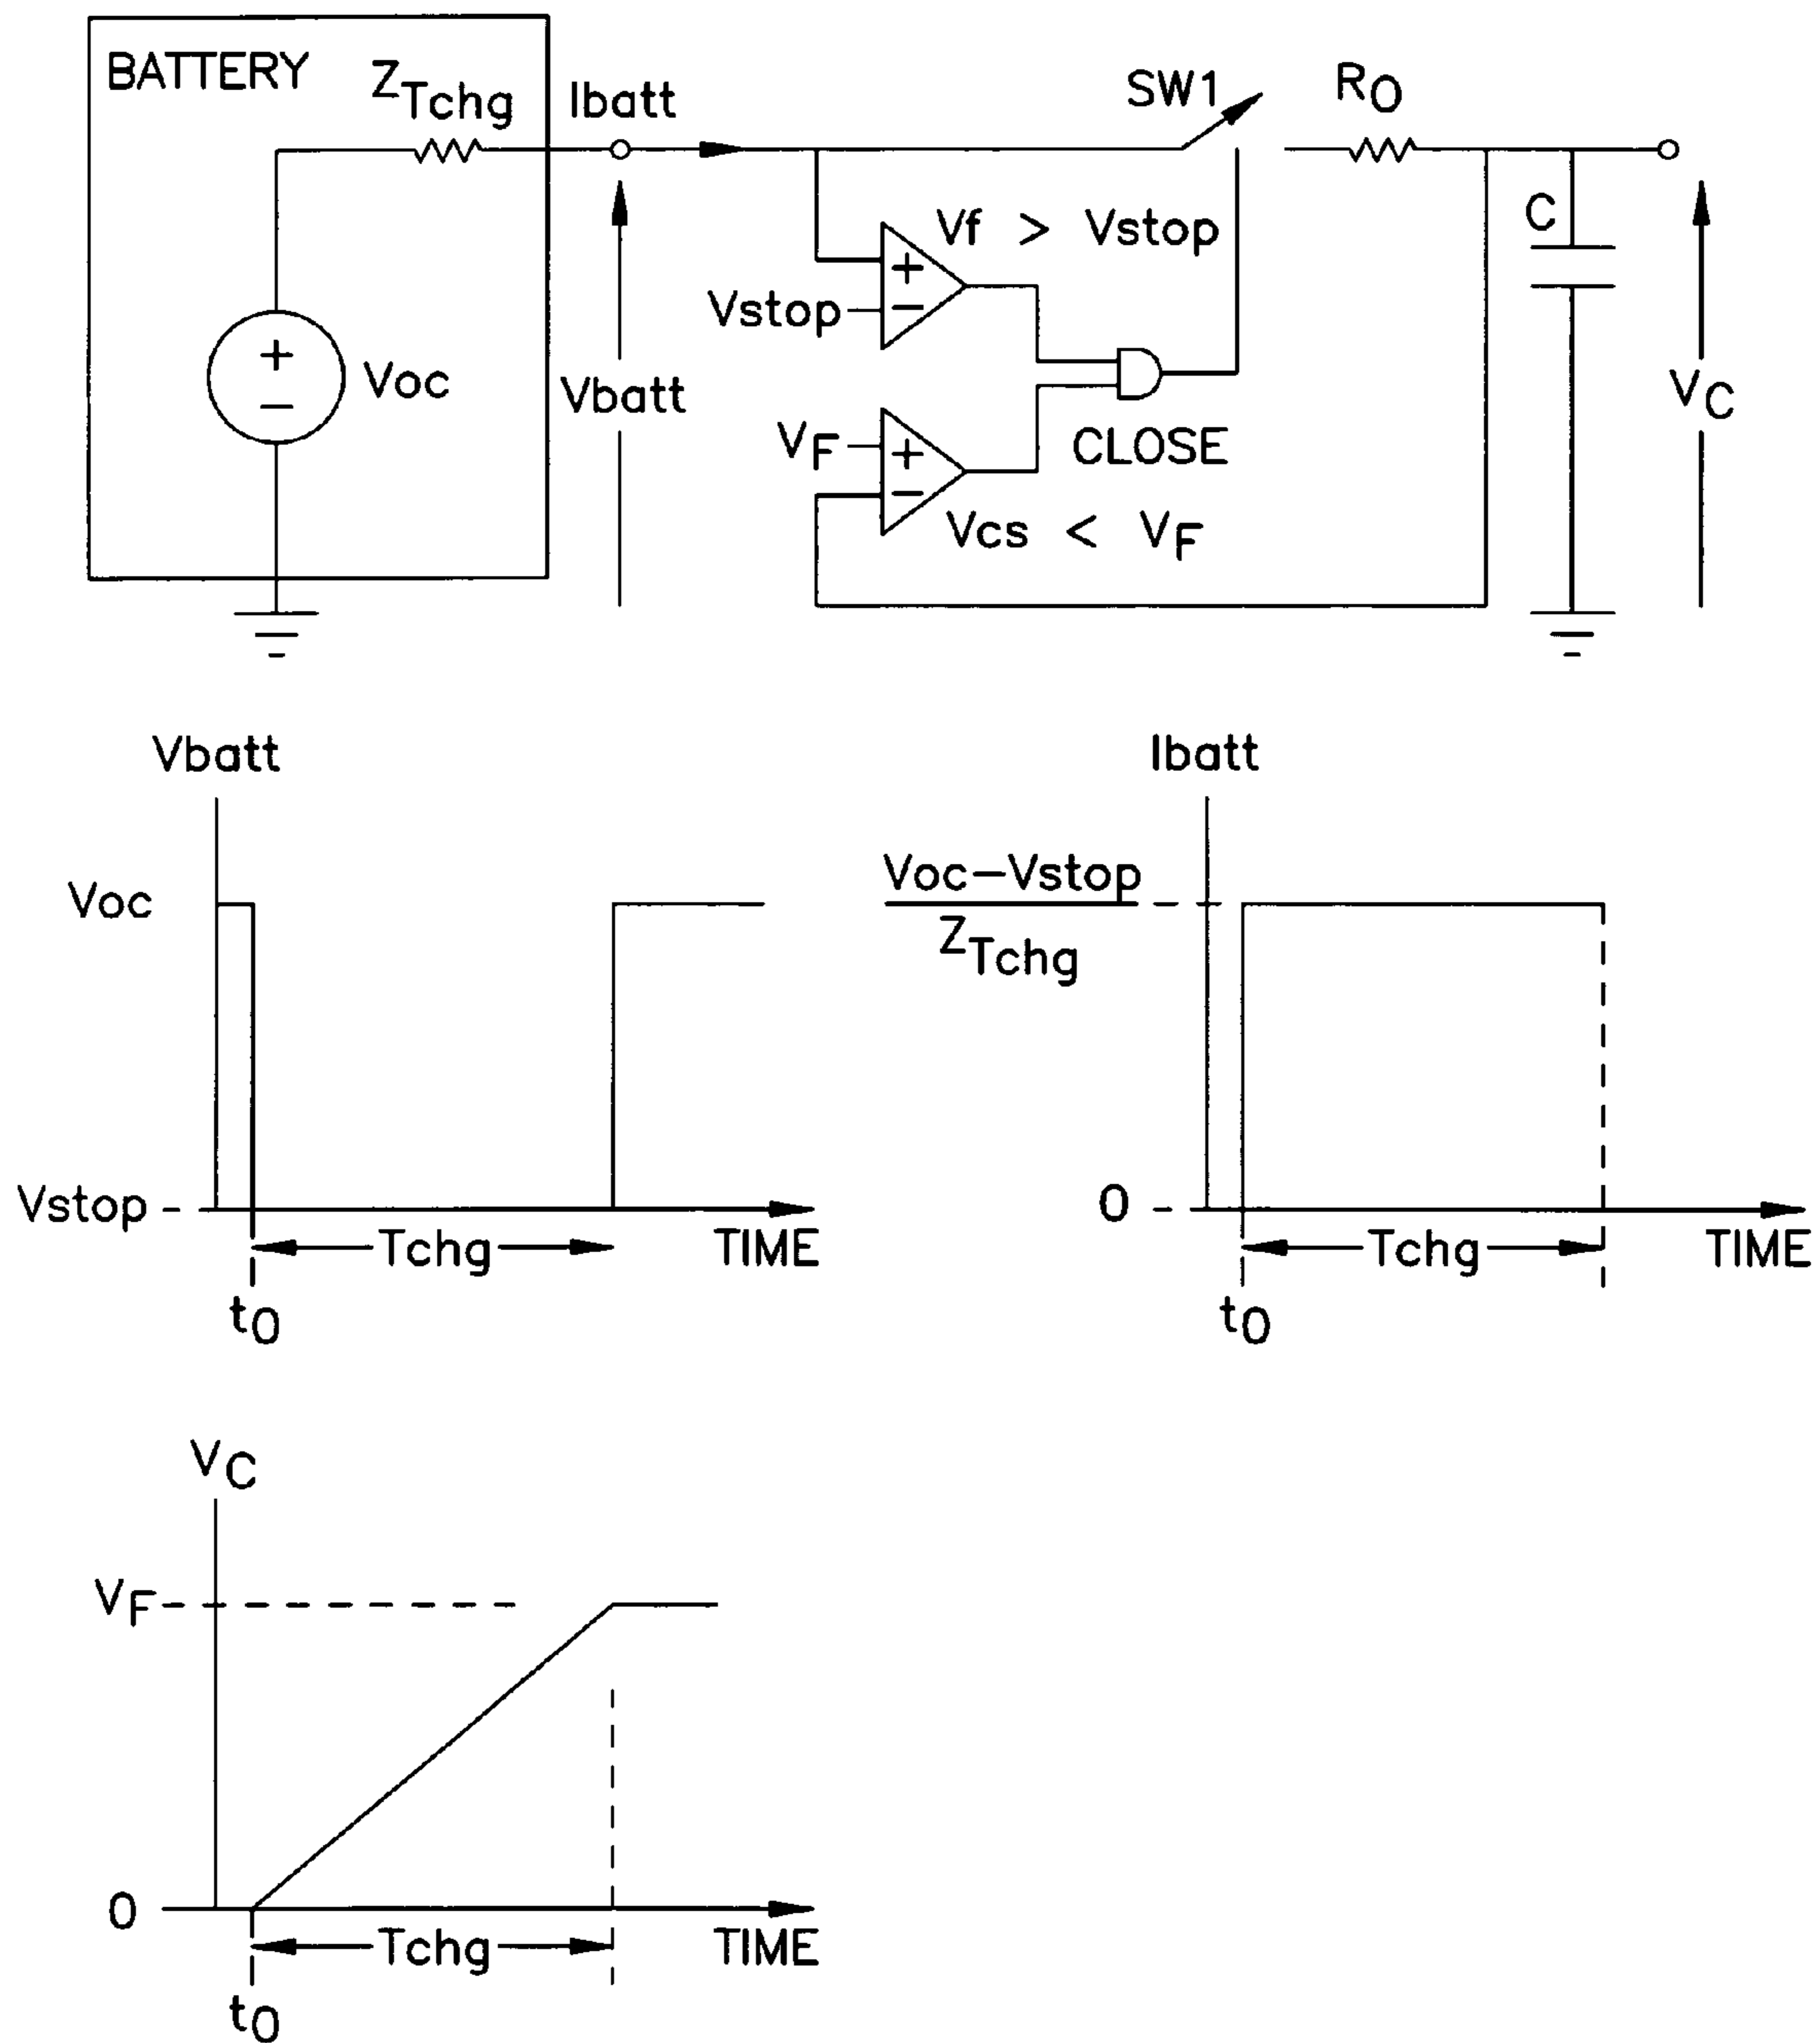 BATTERY
ZTchg
Ibatt
SW1
RO
Vf > Vstop
C
+
−
Vstop
+
−
Voc
Vbatt
VF
+
−
CLOSE
VC
Vcs < VF
Vbatt
Ibatt
Voc
Voc−Vstop
ZTchg
Vstop
0
Tchg
TIME
Tchg
TIME
t0
t0
VC
VF
0
Tchg
TIME
t0